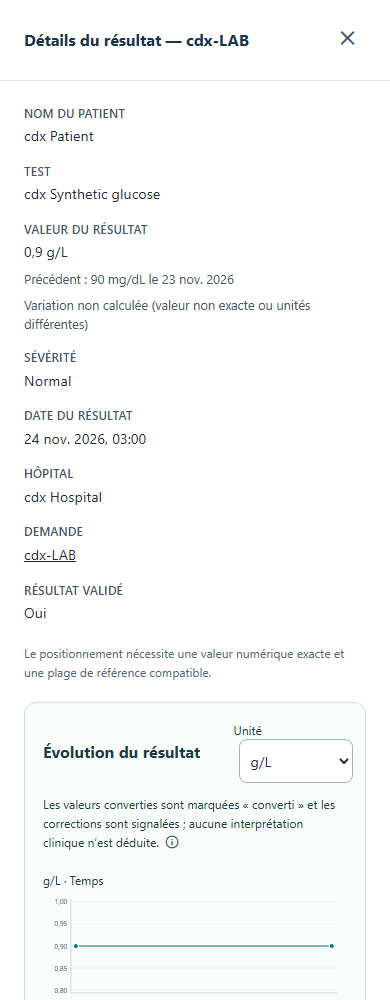 Détails du résultat — cdx-LAB
NOM DU PATIENT
cdx Patient
TEST
cdx Synthetic glucose
VALEUR DU RÉSULTAT
0,9 g/L
Précédent : 90 mg/dL le 23 nov. 2026
Variation non calculée (valeur non exacte ou unités
différentes)
SÉVÉRITÉ
Normal
DATE DU RÉSULTAT
24 nov. 2026, 03:00
HÔPITAL
cdx Hospital
DEMANDE
cdx-LAB
RÉSULTAT VALIDÉ
Oui
Le positionnement nécessite une valeur numérique exacte et
une plage de référence compatible.
Unité
Évolution du résultat
g/L
Les valeurs converties sont marquées « converti » et les
corrections sont signalées ; aucune interprétation
clinique n’est déduite.
g/L · Temps
1,00
0,95
0,90
0,85
0,80